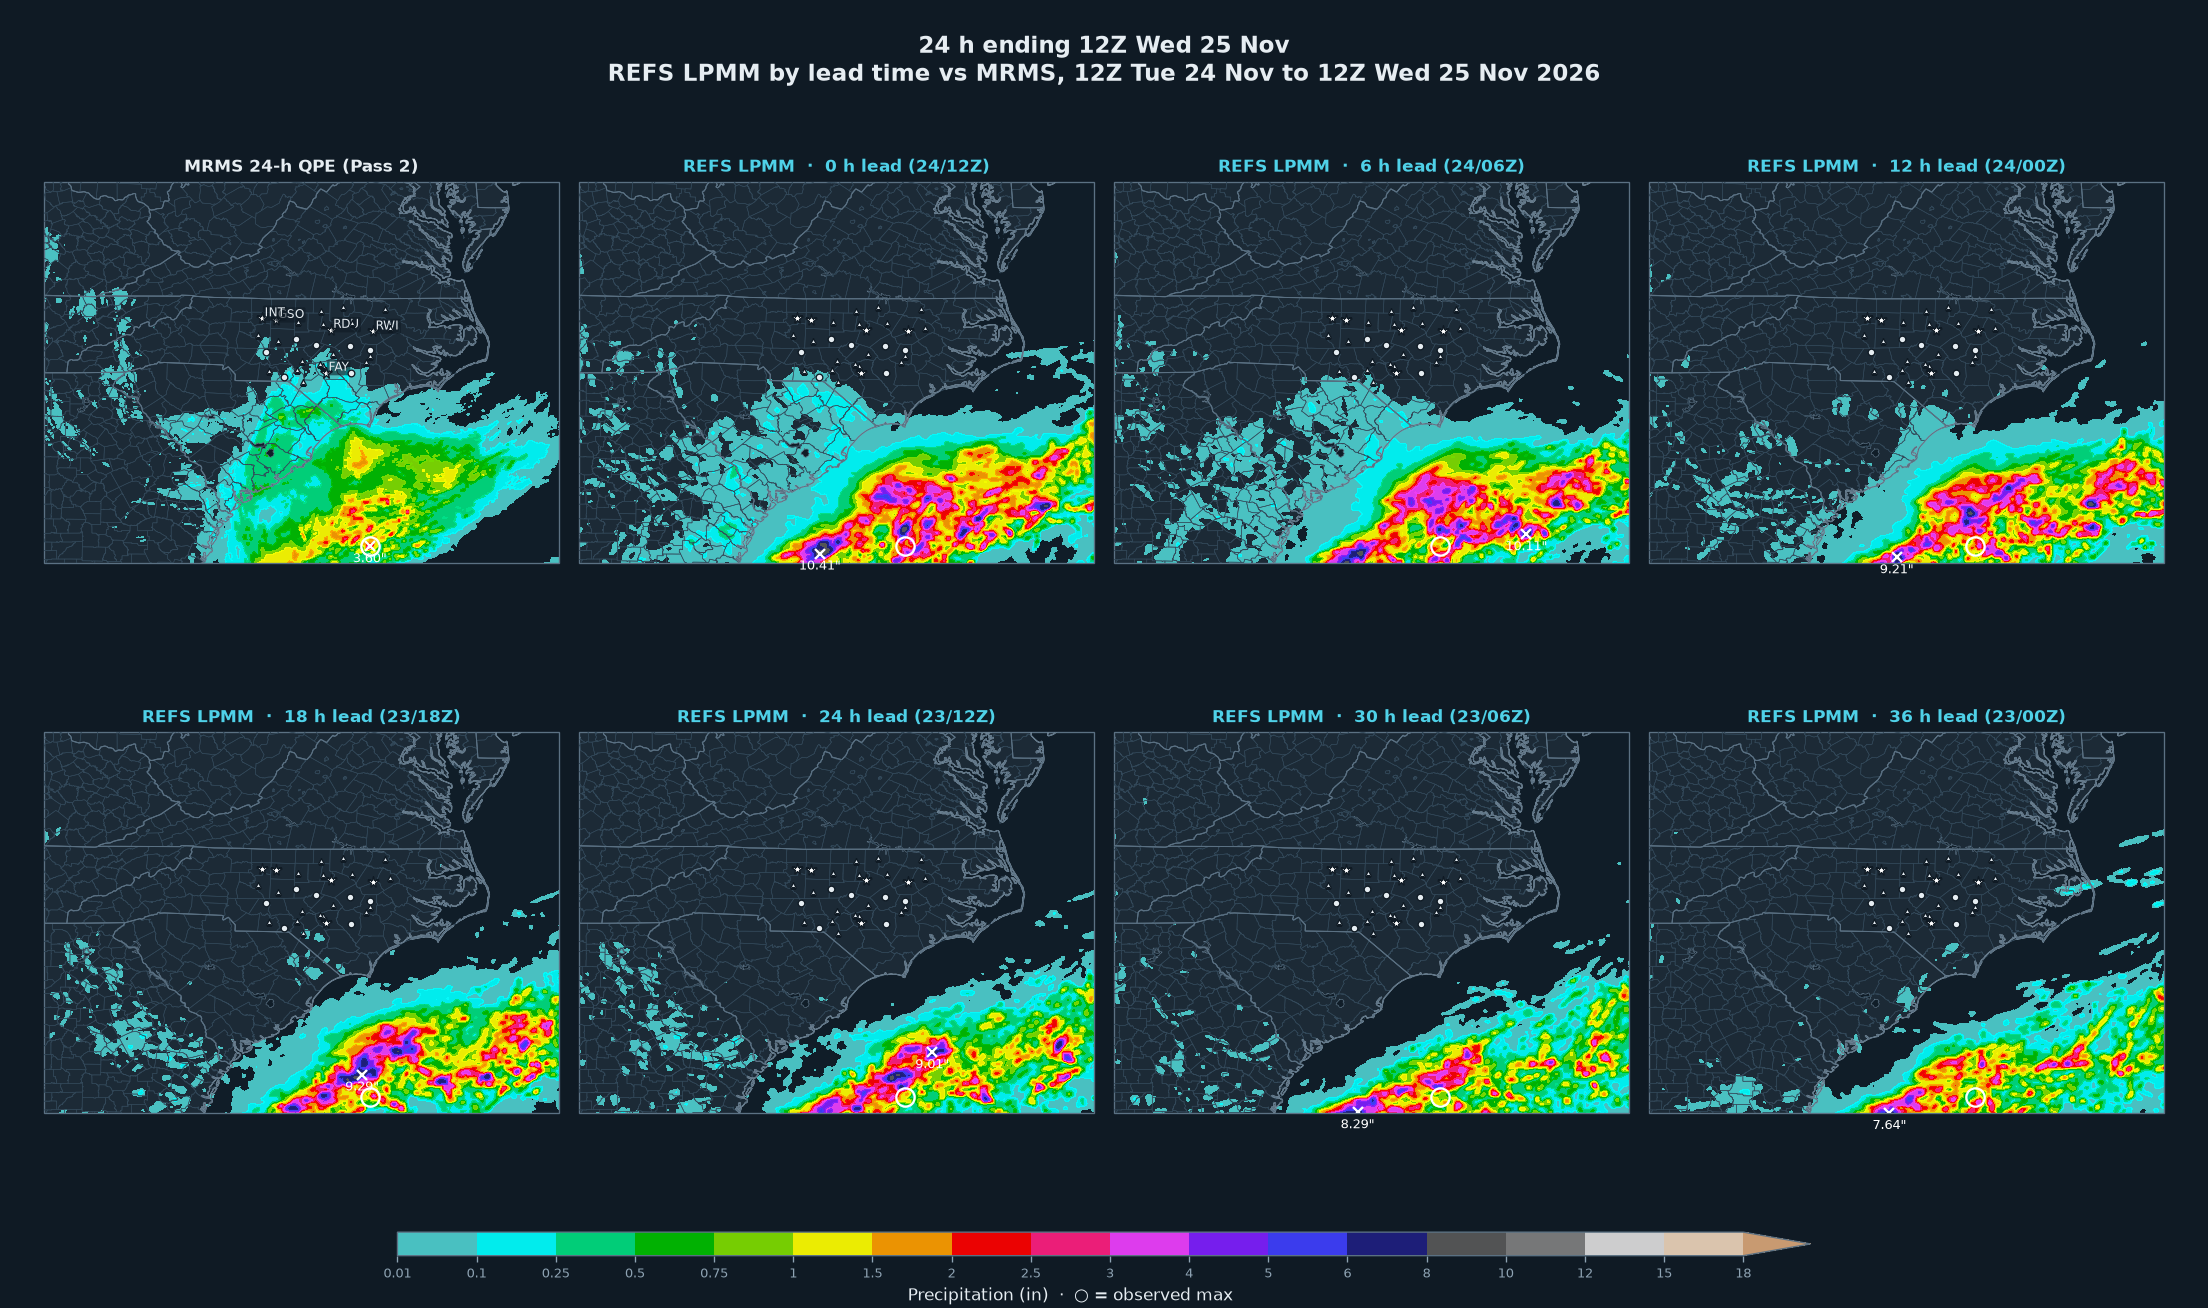 24 h ending 12Z Wed 25 Nov
REFS LPMM by lead time vs MRMS, 12Z Tue 24 Nov to 12Z Wed 25 Nov 2026
MRMS 24-h QPE (Pass 2)
REFS LPMM · 0 h lead (24/12Z)
REFS LPMM · 6 h lead (24/06Z)
REFS LPMM · 12 h lead (24/00Z)
INT
SO
RDU
RWI
FAY
3.60"
10.41"
10.11"
9.21"
REFS LPMM · 18 h lead (23/18Z)
REFS LPMM · 24 h lead (23/12Z)
REFS LPMM · 30 h lead (23/06Z)
REFS LPMM · 36 h lead (23/00Z)
9.01"
8.29"
7.64"
0.01 0.1 0.25 0.5 0.75 1 1.5 2 2.5 3 4 5 6 8 10 12 15 18
Precipitation (in) · ○ = observed max